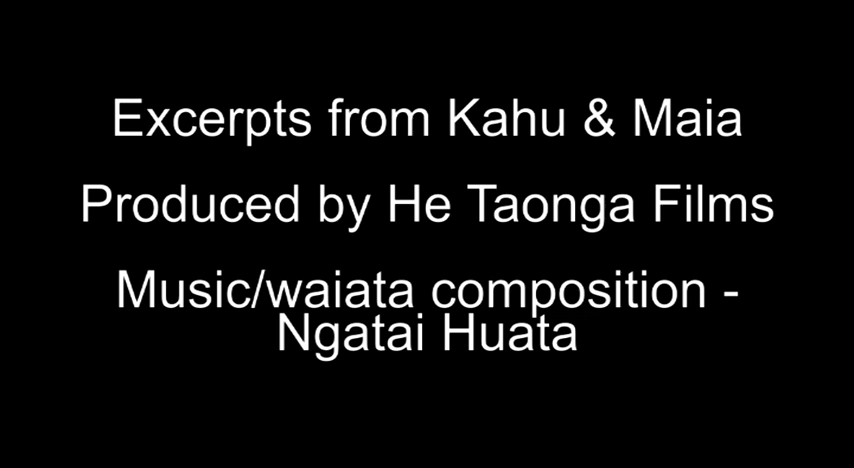 Excerpts from Kahu & Maia
Produced by He Taonga Films
Music/waiata composition -
Ngatai Huata